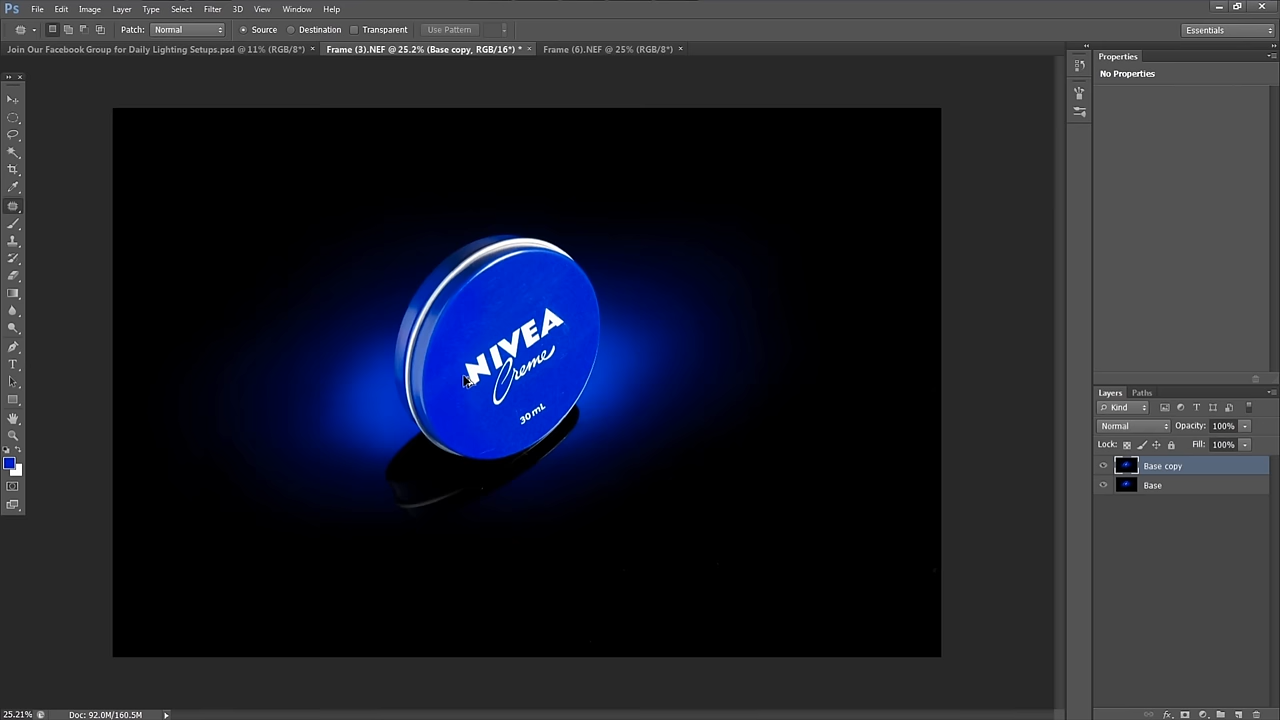 Ps File Edit Image Layer Type Select Filter 3D View Window Help
Patch: Normal Source Destination Transparent Use Pattern Essentials
Join Our Facebook Group for Daily Lighting Setups.psd @ 11% (RGB/8*) × Frame (3).NEF @ 25.2% (Base copy, RGB/16*) * × Frame (6).NEF @ 25% (RGB/8*) ×
Properties
No Properties
NIVEA
Creme
30 mL
Layers Paths
Kind
Normal Opacity: 100%
Lock: Fill: 100%
Base copy
Base
25.21% Doc: 92.0M/160.5M